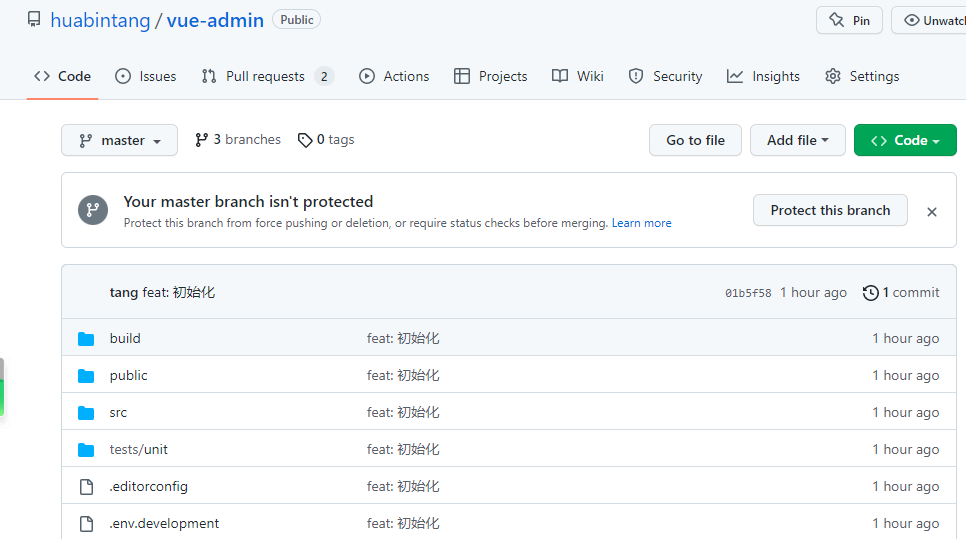 huabintang / vue-admin Public Pin Unwatch
Code Issues Pull requests 2 Actions Projects Wiki Security Insights Settings
master 3 branches 0 tags Go to file Add file Code
Your master branch isn't protected
Protect this branch from force pushing or deletion, or require status checks before merging. Learn more
Protect this branch
tang feat: 初始化 01b5f58 1 hour ago 1 commit
build feat: 初始化 1 hour ago
public feat: 初始化 1 hour ago
src feat: 初始化 1 hour ago
tests/unit feat: 初始化 1 hour ago
.editorconfig feat: 初始化 1 hour ago
.env.development feat: 初始化 1 hour ago